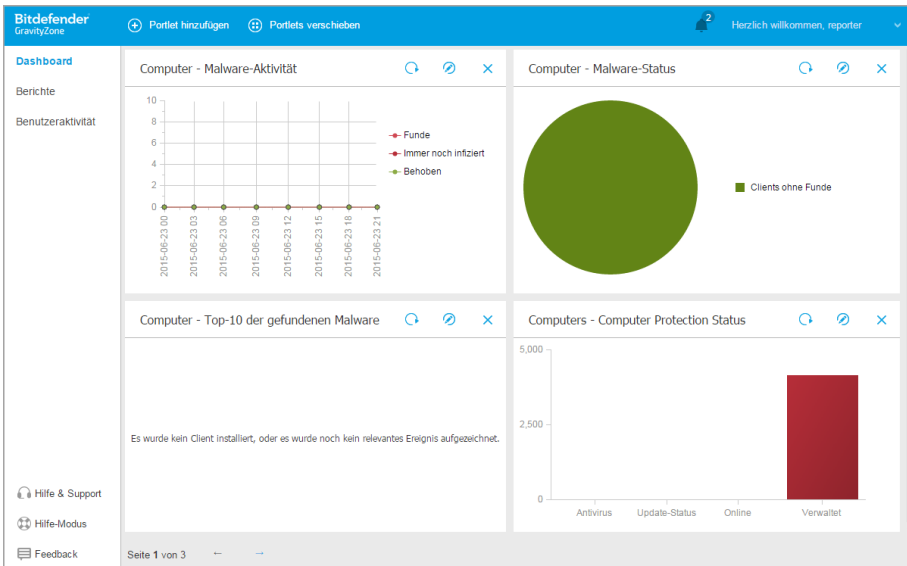 Bitdefender
GravityZone
Portlet hinzufügen
Portlets verschieben
2
Herzlich willkommen, reporter
Dashboard
Berichte
Benutzeraktivität
Computer - Malware-Aktivität
10
8
6
4
2
0
2015-06-23 00
2015-06-23 03
2015-06-23 06
2015-06-23 09
2015-06-23 12
2015-06-23 15
2015-06-23 18
2015-06-23 21
Funde
Immer noch infiziert
Behoben
Computer - Malware-Status
Clients ohne Funde
Computer - Top-10 der gefundenen Malware
Es wurde kein Client installiert, oder es wurde noch kein relevantes Ereignis aufgezeichnet.
Computers - Computer Protection Status
5,000
2,500
0
Antivirus
Update-Status
Online
Verwaltet
Hilfe & Support
Hilfe-Modus
Feedback
Seite 1 von 3